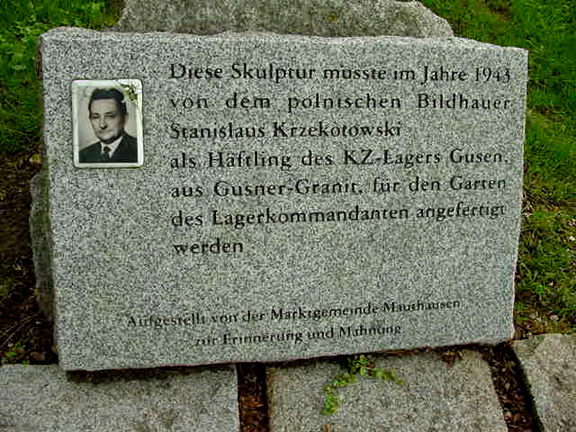 Diese Skulptur musste im Jahre 1943
von dem polnischen Bildhauer
Stanislaus Krzekotowski
als Häftling des KZ-Lagers Gusen,
aus Gusner-Granit, für den Garten
des Lagerkommandanten angefertigt
werden
Aufgestellt von der Marktgemeinde Mauthausen
zur Erinnerung und Mahnung